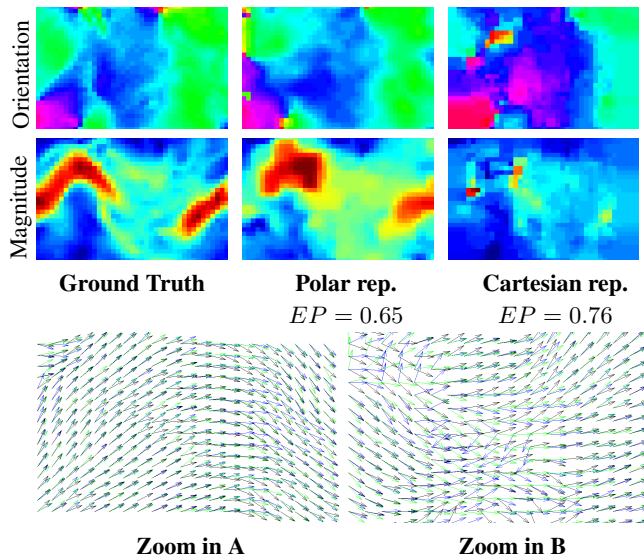 Orientation
Magnitude
Ground Truth Polar rep. Cartesian rep.
EP = 0.65 EP = 0.76
Zoom in A Zoom in B